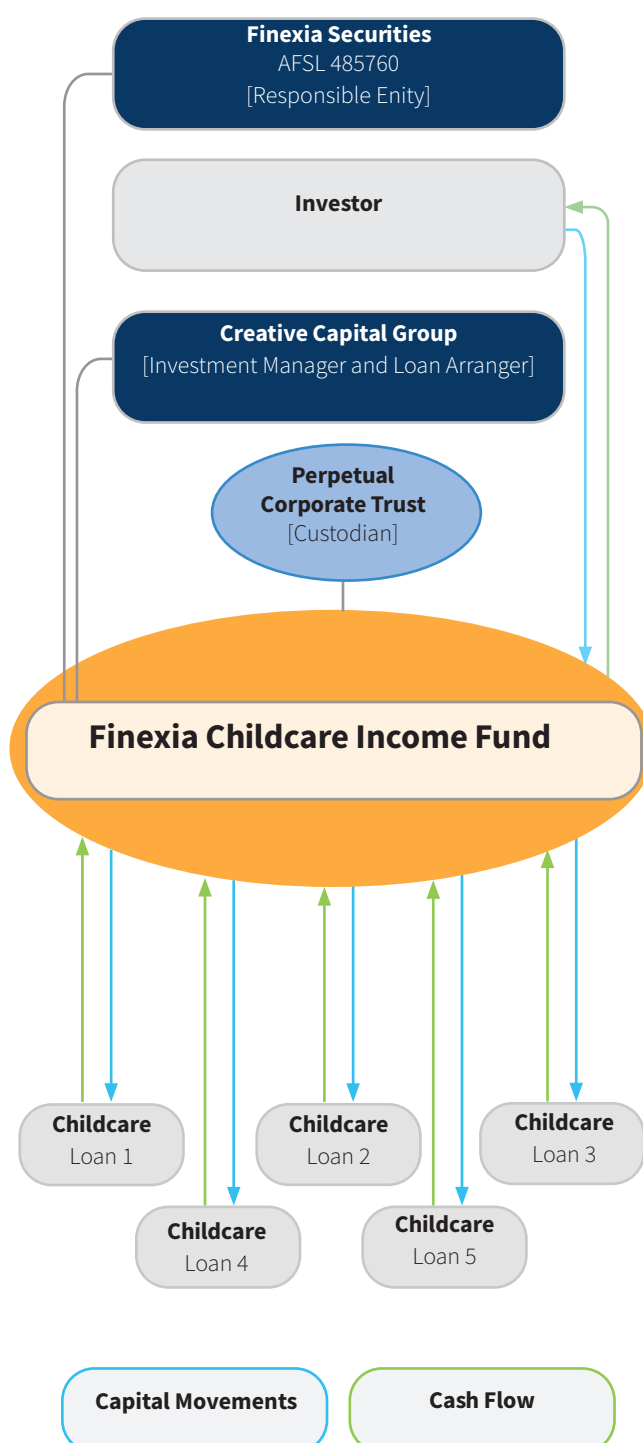 Finexia Securities
AFSL 485760
[Responsible Enity]
Investor
Creative Capital Group
[Investment Manager and Loan Arranger]
Perpetual
Corporate Trust
[Custodian]
Finexia Childcare Income Fund
Childcare
Loan 1
Childcare
Loan 2
Childcare
Loan 3
Childcare
Loan 4
Childcare
Loan 5
Capital Movements
Cash Flow